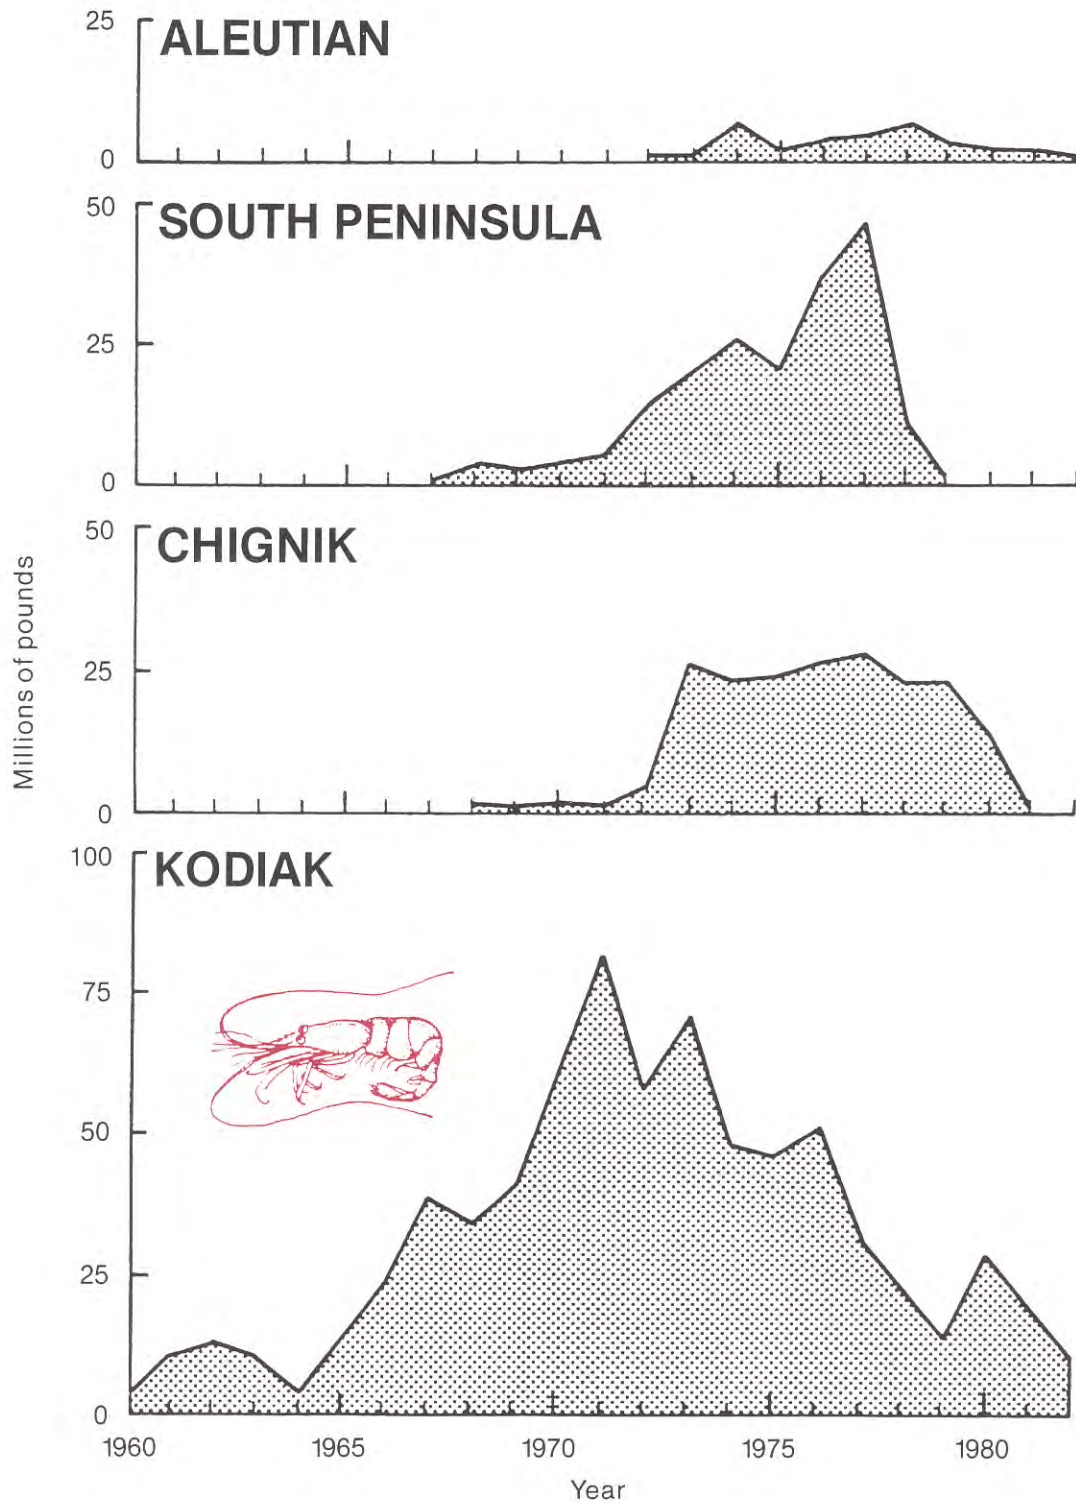 25
ALEUTIAN
0
50
SOUTH PENINSULA
25
0
50
CHIGNIK
25
0
Millions of pounds
100
KODIAK
75
50
25
0
1960 1965 1970 1975 1980
Year